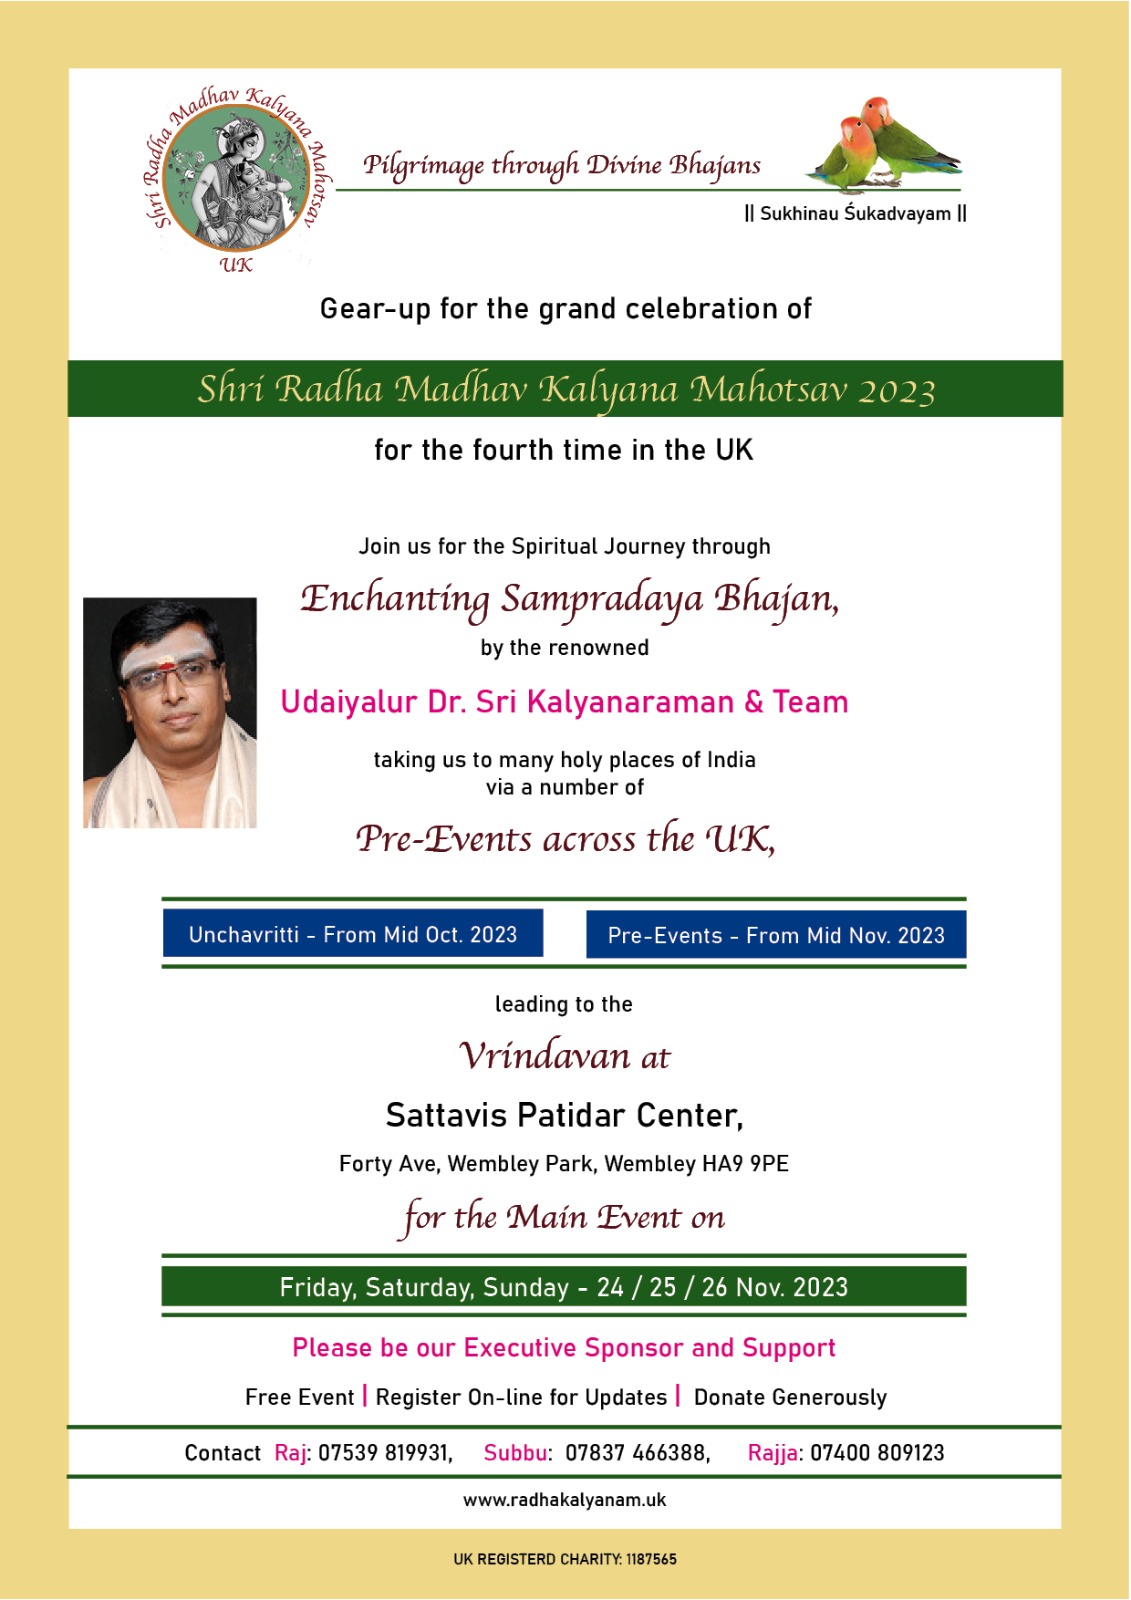 Shri Radha Madhav Kalyana Mahotsav
UK
Pilgrimage through Divine Bhajans
|| Sukhinau Śukadvayam ||
Gear-up for the grand celebration of
Shri Radha Madhav Kalyana Mahotsav 2023
for the fourth time in the UK
Join us for the Spiritual Journey through
Enchanting Sampradaya Bhajan,
by the renowned
Udaiyalur Dr. Sri Kalyanaraman & Team
taking us to many holy places of India
via a number of
Pre-Events across the UK,
Unchavritti - From Mid Oct. 2023
Pre-Events - From Mid Nov. 2023
leading to the
Vrindavan at
Sattavis Patidar Center,
Forty Ave, Wembley Park, Wembley HA9 9PE
for the Main Event on
Friday, Saturday, Sunday - 24 / 25 / 26 Nov. 2023
Please be our Executive Sponsor and Support
Free Event | Register On-line for Updates | Donate Generously
Contact Raj: 07539 819931, Subbu: 07837 466388, Rajja: 07400 809123
www.radhakalyanam.uk
UK REGISTERD CHARITY: 1187565